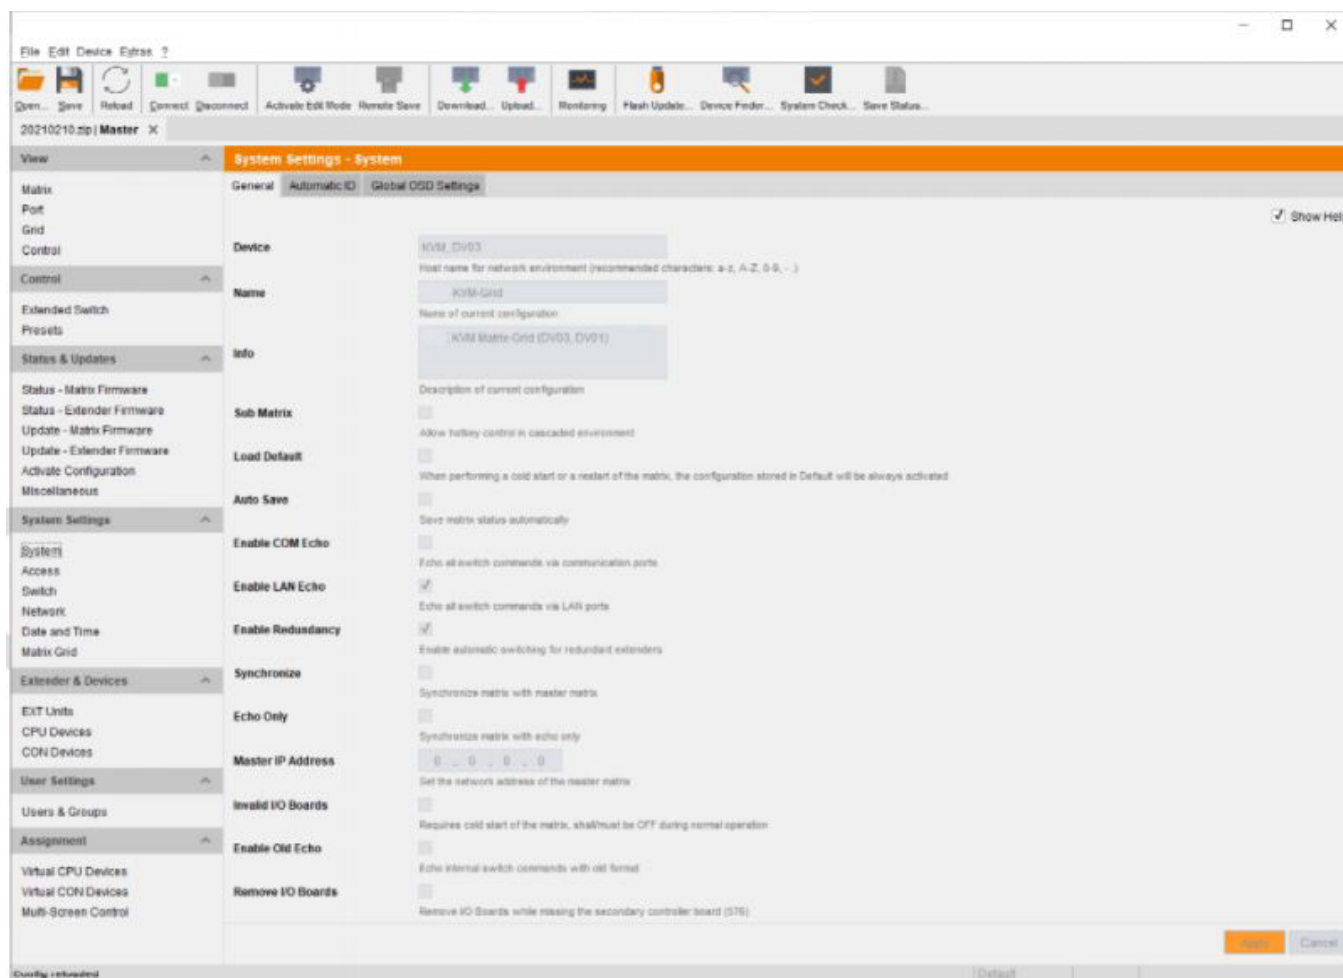 File Edit Device Extras ?
Open... Save Reload Connect Disconnect Activate Edit Mode Remote Save Download... Upload... Monitoring Flash Update... Device Finder... System Check... Save Status...
20210210.zip | Master X
View
Matrix
Port
Grid
Control
Control
Extended Switch
Presets
Status & Updates
Status - Matrix Firmware
Status - Extender Firmware
Update - Matrix Firmware
Update - Extender Firmware
Activate Configuration
Miscellaneous
System Settings
System
Access
Switch
Network
Date and Time
Matrix Grid
Extender & Devices
EXT Units
CPU Devices
CON Devices
User Settings
Users & Groups
Assignment
Virtual CPU Devices
Virtual CON Devices
Multi-Screen Control
System Settings - System
General Automatic ID Global OSD Settings
Show Hel
Device KVM_DV03
Host name for network environment (recommended characters: a-z, A-Z, 0-9, - .)
Name KVM-Grid
Name of current configuration
Info KVM Matrix Grid (DV03, DV01)
Description of current configuration
Sub Matrix
Allow hotkey control in cascaded environment
Load Default
When performing a cold start or a restart of the matrix, the configuration stored in Default will be always activated
Auto Save
Save matrix status automatically
Enable COM Echo
Echo all switch commands via communication ports
Enable LAN Echo
Echo all switch commands via LAN ports
Enable Redundancy
Enable automatic switching for redundant extenders
Synchronize
Synchronize matrix with master matrix
Echo Only
Synchronize matrix with echo only
Master IP Address 0 . 0 . 0 . 0
Set the network address of the master matrix
Invalid I/O Boards
Requires cold start of the matrix, shall/must be OFF during normal operation
Enable Old Echo
Echo internal switch commands with old format
Remove I/O Boards
Remove I/O Boards while missing the secondary controller board (576)
Apply Cancel
Config reloaded Default